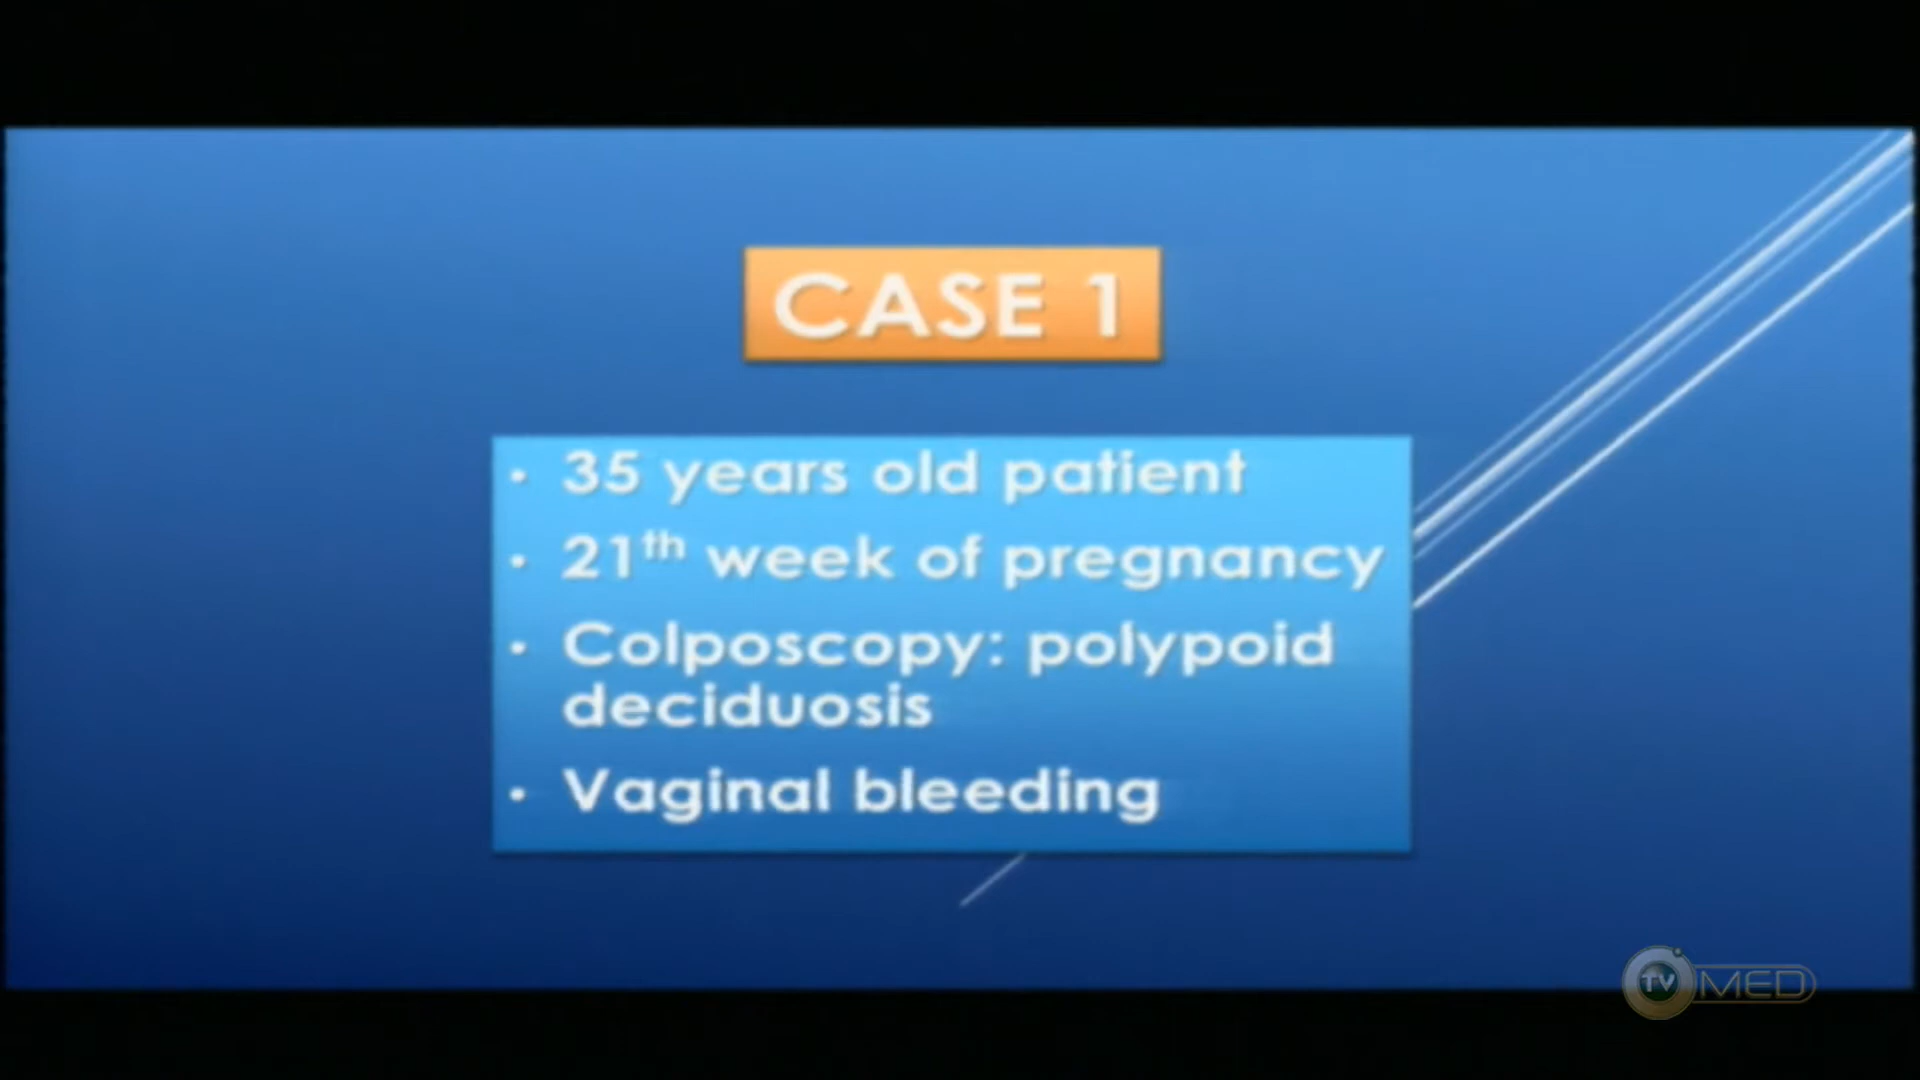 CASE 1
• 35 years old patient
• 21th week of pregnancy
• Colposcopy: polypoid
deciduosis
• Vaginal bleeding
TV MED